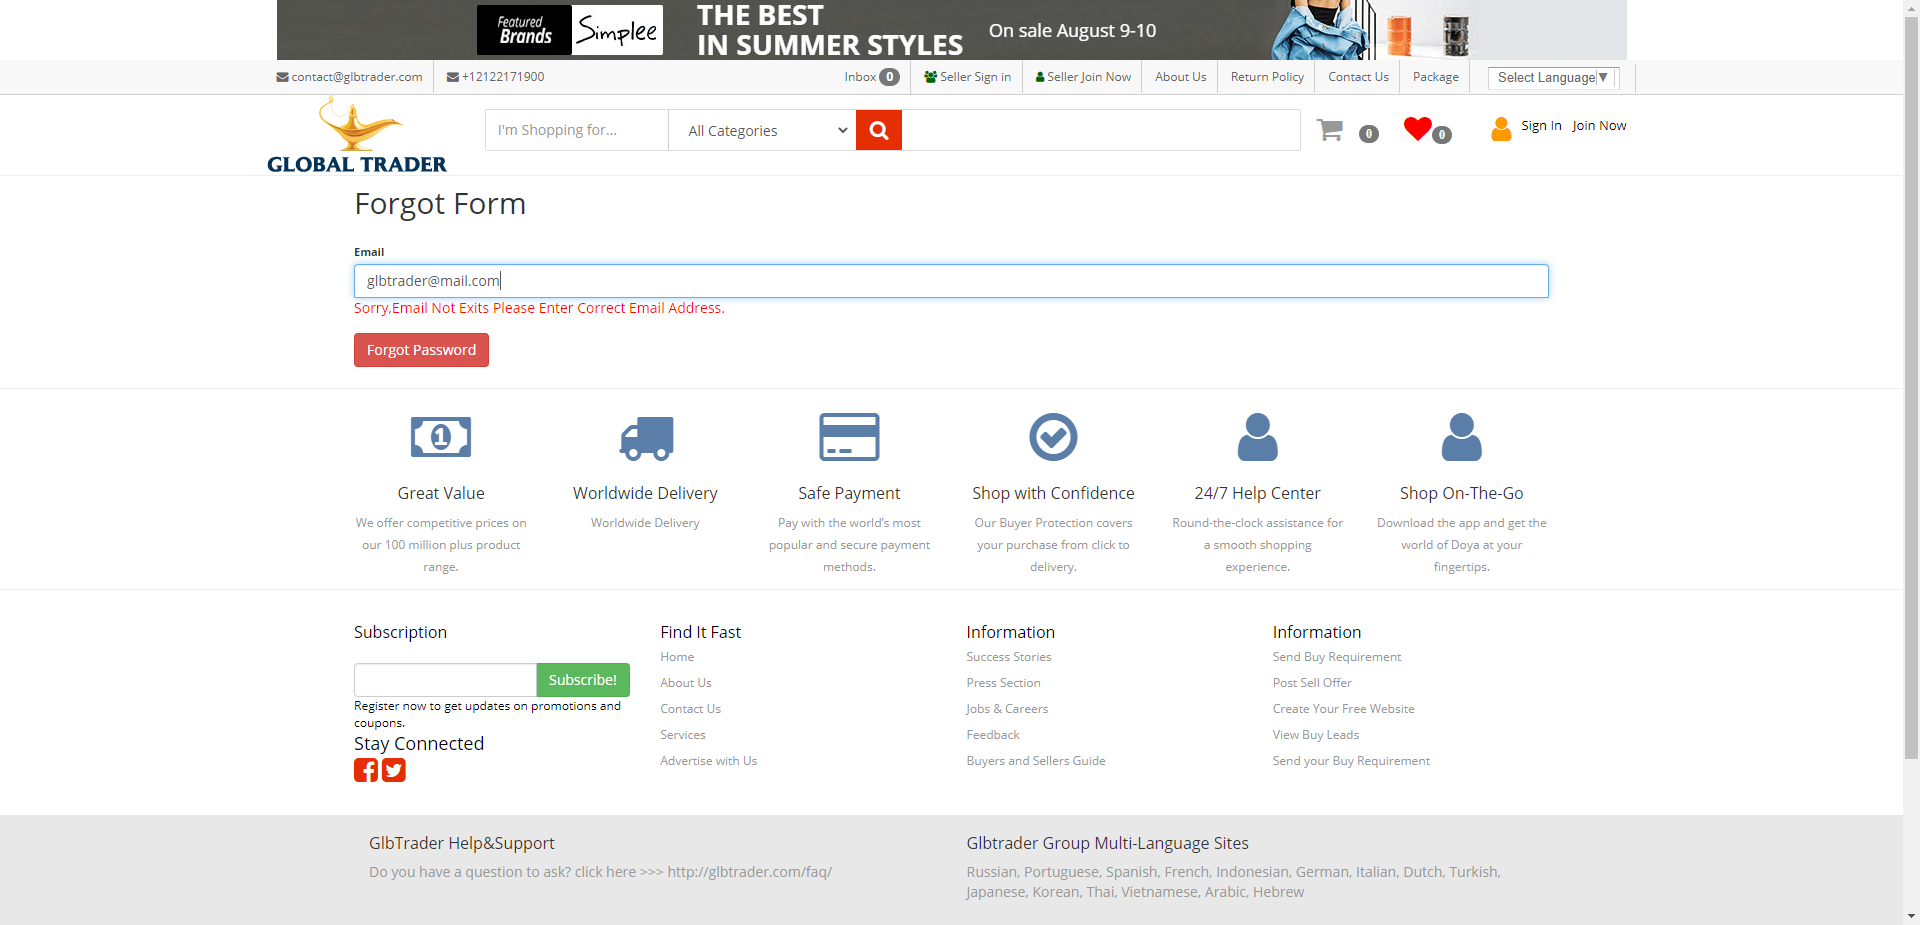 Featured Brands
Simplee
THE BEST
IN SUMMER STYLES
On sale August 9-10
contact@glbtrader.com
+12122171900
Inbox 0
Seller Sign in
Seller Join Now
About Us
Return Policy
Contact Us
Package
Select Language▼
GLOBAL TRADER
I'm Shopping for...
All Categories
0
0
Sign In
Join Now
Forgot Form
Email
glbtrader@mail.com
Sorry,Email Not Exits Please Enter Correct Email Address.
Forgot Password
1
Great Value
We offer competitive prices on
our 100 million plus product
range.
Worldwide Delivery
Worldwide Delivery
Safe Payment
Pay with the world's most
popular and secure payment
methods.
Shop with Confidence
Our Buyer Protection covers
your purchase from click to
delivery.
24/7 Help Center
Round-the-clock assistance for
a smooth shopping
experience.
Shop On-The-Go
Download the app and get the
world of Doya at your
fingertips.
Subscription
Subscribe!
Register now to get updates on promotions and
coupons.
Stay Connected
Find It Fast
Home
About Us
Contact Us
Services
Advertise with Us
Information
Success Stories
Press Section
Jobs & Careers
Feedback
Buyers and Sellers Guide
Information
Send Buy Requirement
Post Sell Offer
Create Your Free Website
View Buy Leads
Send your Buy Requirement
GlbTrader Help&Support
Do you have a question to ask? click here >>> http://glbtrader.com/faq/
Glbtrader Group Multi-Language Sites
Russian, Portuguese, Spanish, French, Indonesian, German, Italian, Dutch, Turkish,
Japanese, Korean, Thai, Vietnamese, Arabic, Hebrew